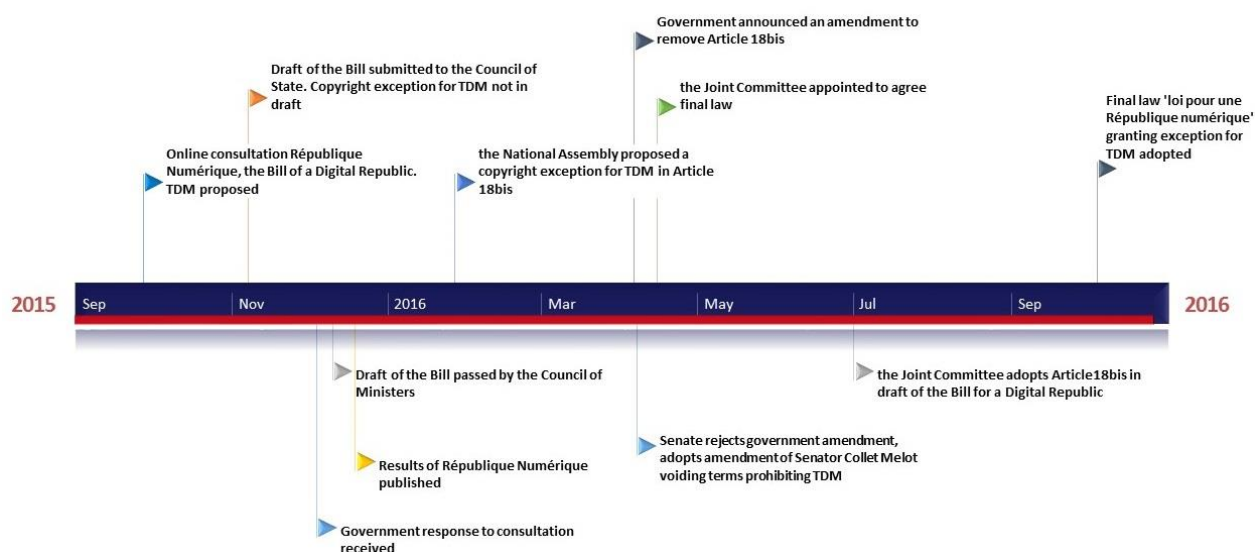 Government announced an amendment to
remove Article 18bis
Draft of the Bill submitted to the Council of
State. Copyright exception for TDM not in
draft
the Joint Committee appointed to agree
final law
Final law 'loi pour une
République numérique'
granting exception for
TDM adopted
Online consultation République
Numérique, the Bill of a Digital Republic.
TDM proposed
the National Assembly proposed a
copyright exception for TDM in Article
18bis
2015
Sep
Nov
2016
Mar
May
Jul
Sep
2016
Draft of the Bill passed by the Council of
Ministers
the Joint Committee adopts Article18bis in
draft of the Bill for a Digital Republic
Results of République Numérique
published
Senate rejects government amendment,
adopts amendment of Senator Collet Melot
voiding terms prohibiting TDM
Government response to consultation
received